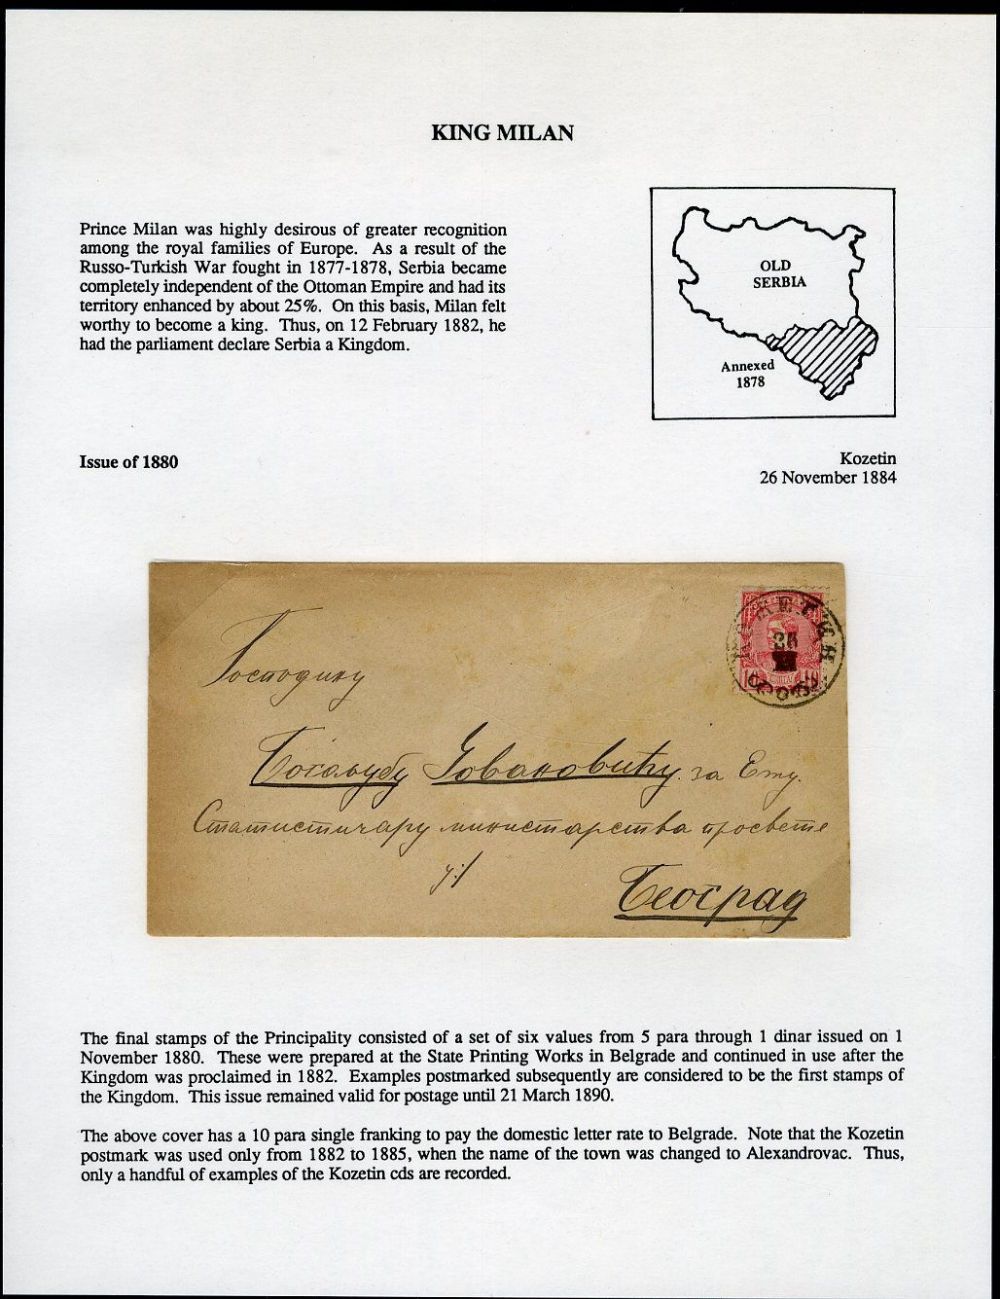 KING MILAN
Prince Milan was highly desirous of greater recognition
among the royal families of Europe. As a result of the
Russo-Turkish War fought in 1877-1878, Serbia became
completely independent of the Ottoman Empire and had its
territory enhanced by about 25%. On this basis, Milan felt
worthy to become a king. Thus, on 12 February 1882, he
had the parliament declare Serbia a Kingdom.
OLD
SERBIA
Annexed
1878
Issue of 1880
Kozetin
26 November 1884
Господину
Богољубу Јовановићу за Ему.
Статистичару министарства просвете
у
Београд
The final stamps of the Principality consisted of a set of six values from 5 para through 1 dinar issued on 1
November 1880. These were prepared at the State Printing Works in Belgrade and continued in use after the
Kingdom was proclaimed in 1882. Examples postmarked subsequently are considered to be the first stamps of
the Kingdom. This issue remained valid for postage until 21 March 1890.
The above cover has a 10 para single franking to pay the domestic letter rate to Belgrade. Note that the Kozetin
postmark was used only from 1882 to 1885, when the name of the town was changed to Alexandrovac. Thus,
only a handful of examples of the Kozetin cds are recorded.